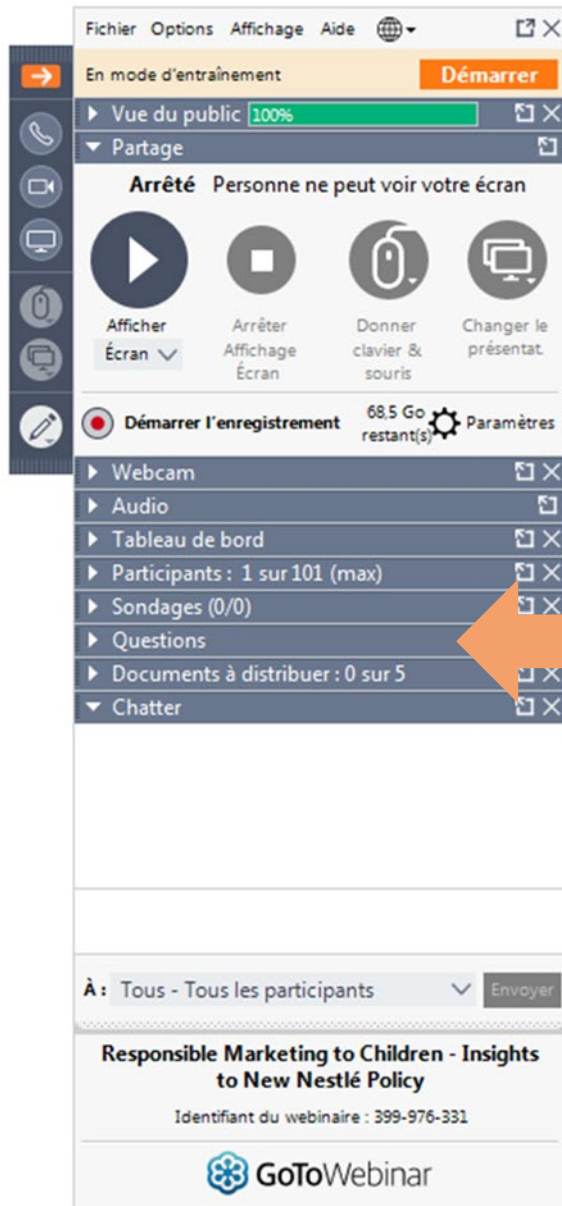 Fichier Options Affichage Aide
En mode d'entraînement Démarrer
Vue du public 100%
Partage
Arrêté Personne ne peut voir votre écran
Afficher
Écran
Arrêter
Affichage
Écran
Donner
clavier &
souris
Changer le
présentat.
Démarrer l'enregistrement
68,5 Go
restant(s)
Paramètres
Webcam
Audio
Tableau de bord
Participants : 1 sur 101 (max)
Sondages (0/0)
Questions
Documents à distribuer : 0 sur 5
Chatter
À : Tous - Tous les participants Envoyer
Responsible Marketing to Children - Insights
to New Nestlé Policy
Identifiant du webinaire : 399-976-331
GoToWebinar